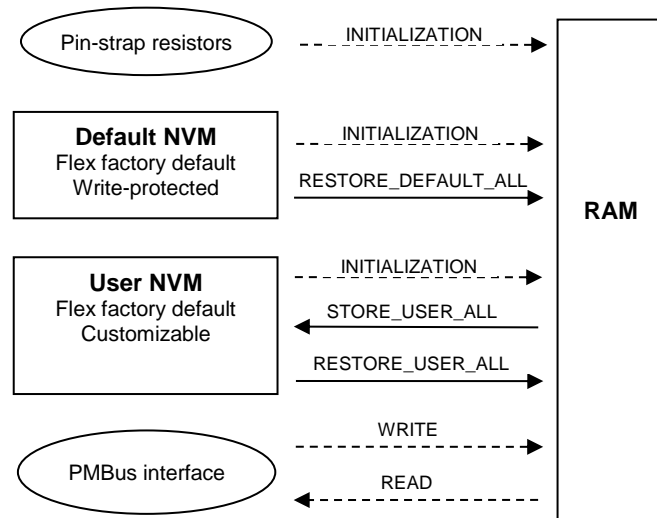 INITIALIZATION
Pin-strap resistors
Default NVM
Flex factory default
Write-protected
INITIALIZATION
RESTORE_DEFAULT_ALL
RAM
User NVM
Flex factory default
Customizable
INITIALIZATION
STORE_USER_ALL
RESTORE_USER_ALL
PMBus interface
WRITE
READ